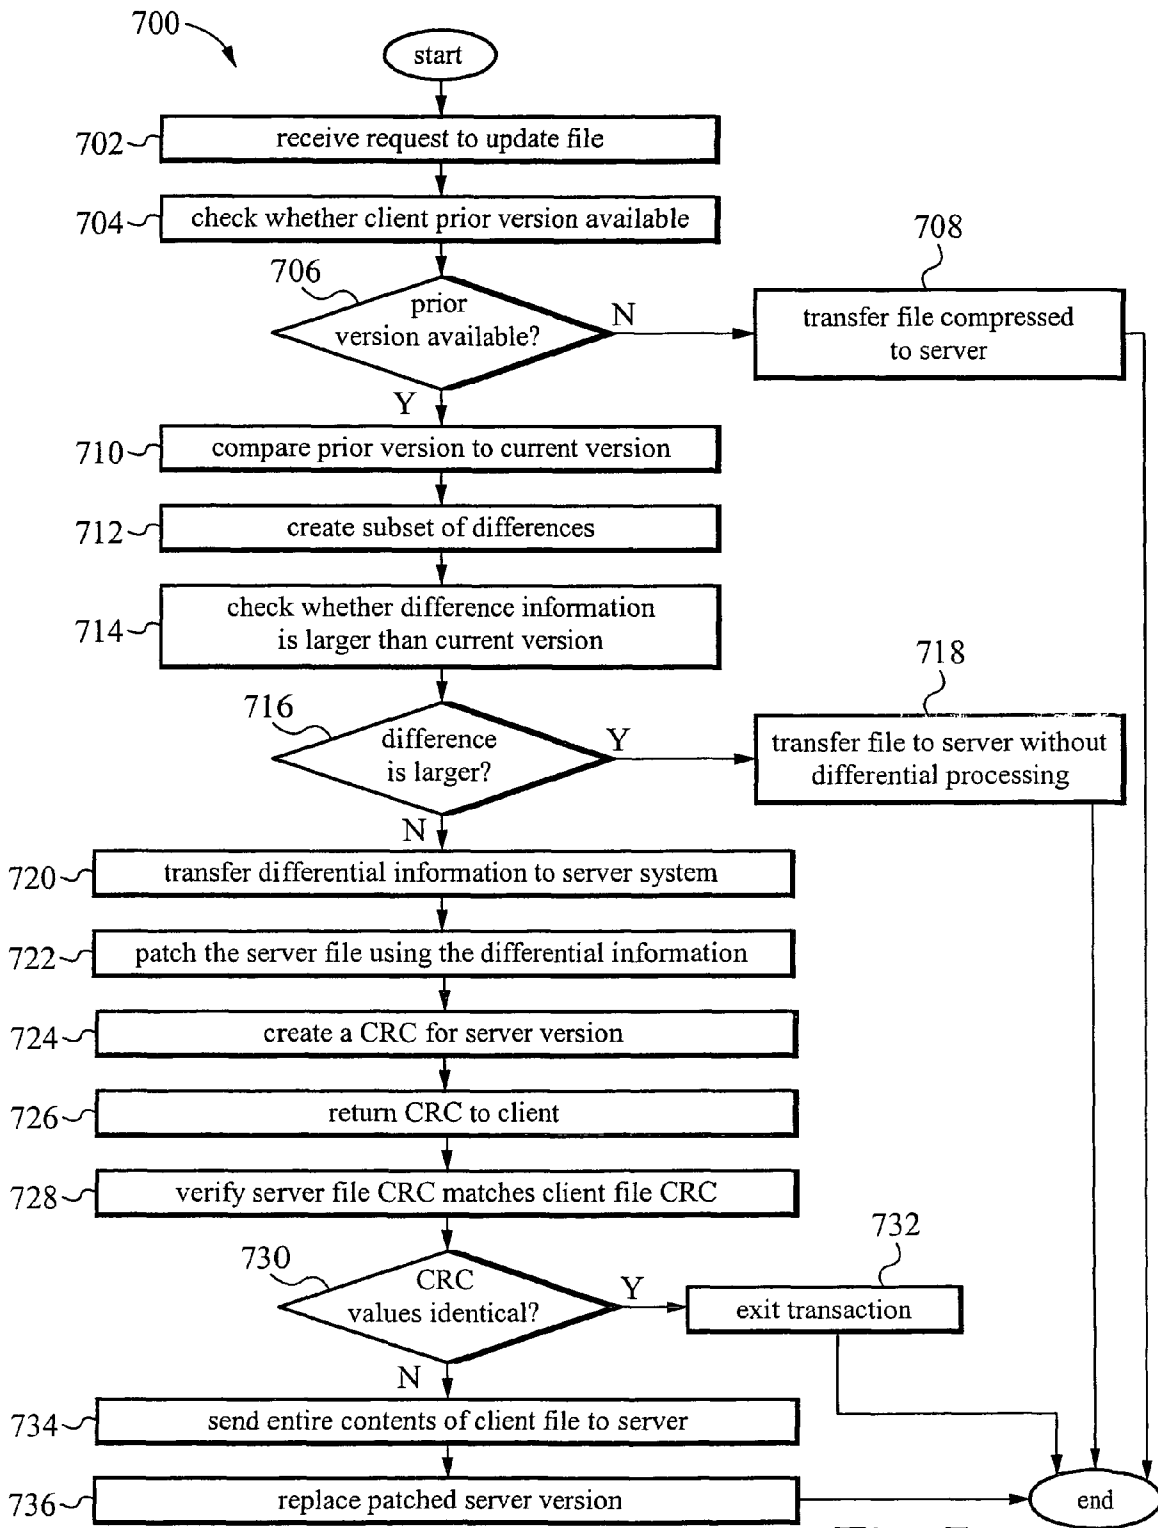 700
start
702
receive request to update file
704
check whether client prior version available
706
prior
version available?
N
708
transfer file compressed
to server
Y
710
compare prior version to current version
712
create subset of differences
714
check whether difference information
is larger than current version
716
difference
is larger?
Y
718
transfer file to server without
differential processing
N
720
transfer differential information to server system
722
patch the server file using the differential information
724
create a CRC for server version
726
return CRC to client
728
verify server file CRC matches client file CRC
730
CRC
values identical?
Y
732
exit transaction
N
734
send entire contents of client file to server
736
replace patched server version
end